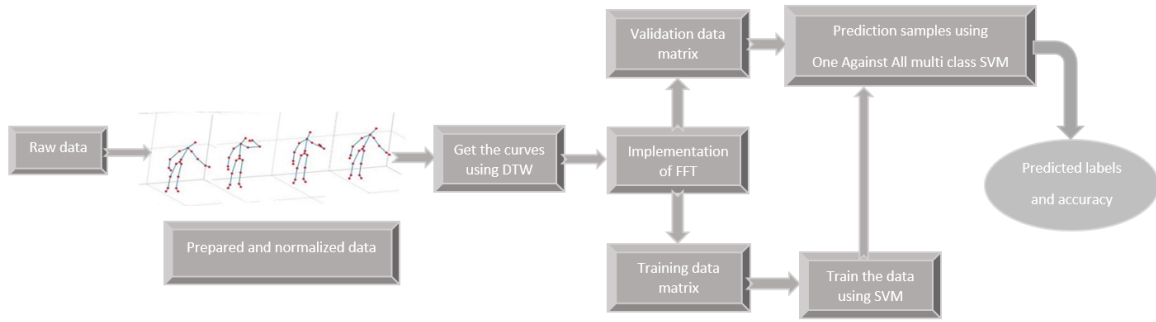 Raw data
Prepared and normalized data
Get the curves
using DTW
Implementation
of FFT
Validation data
matrix
Training data
matrix
Train the data
using SVM
Prediction samples using
One Against All multi class SVM
Predicted labels
and accuracy